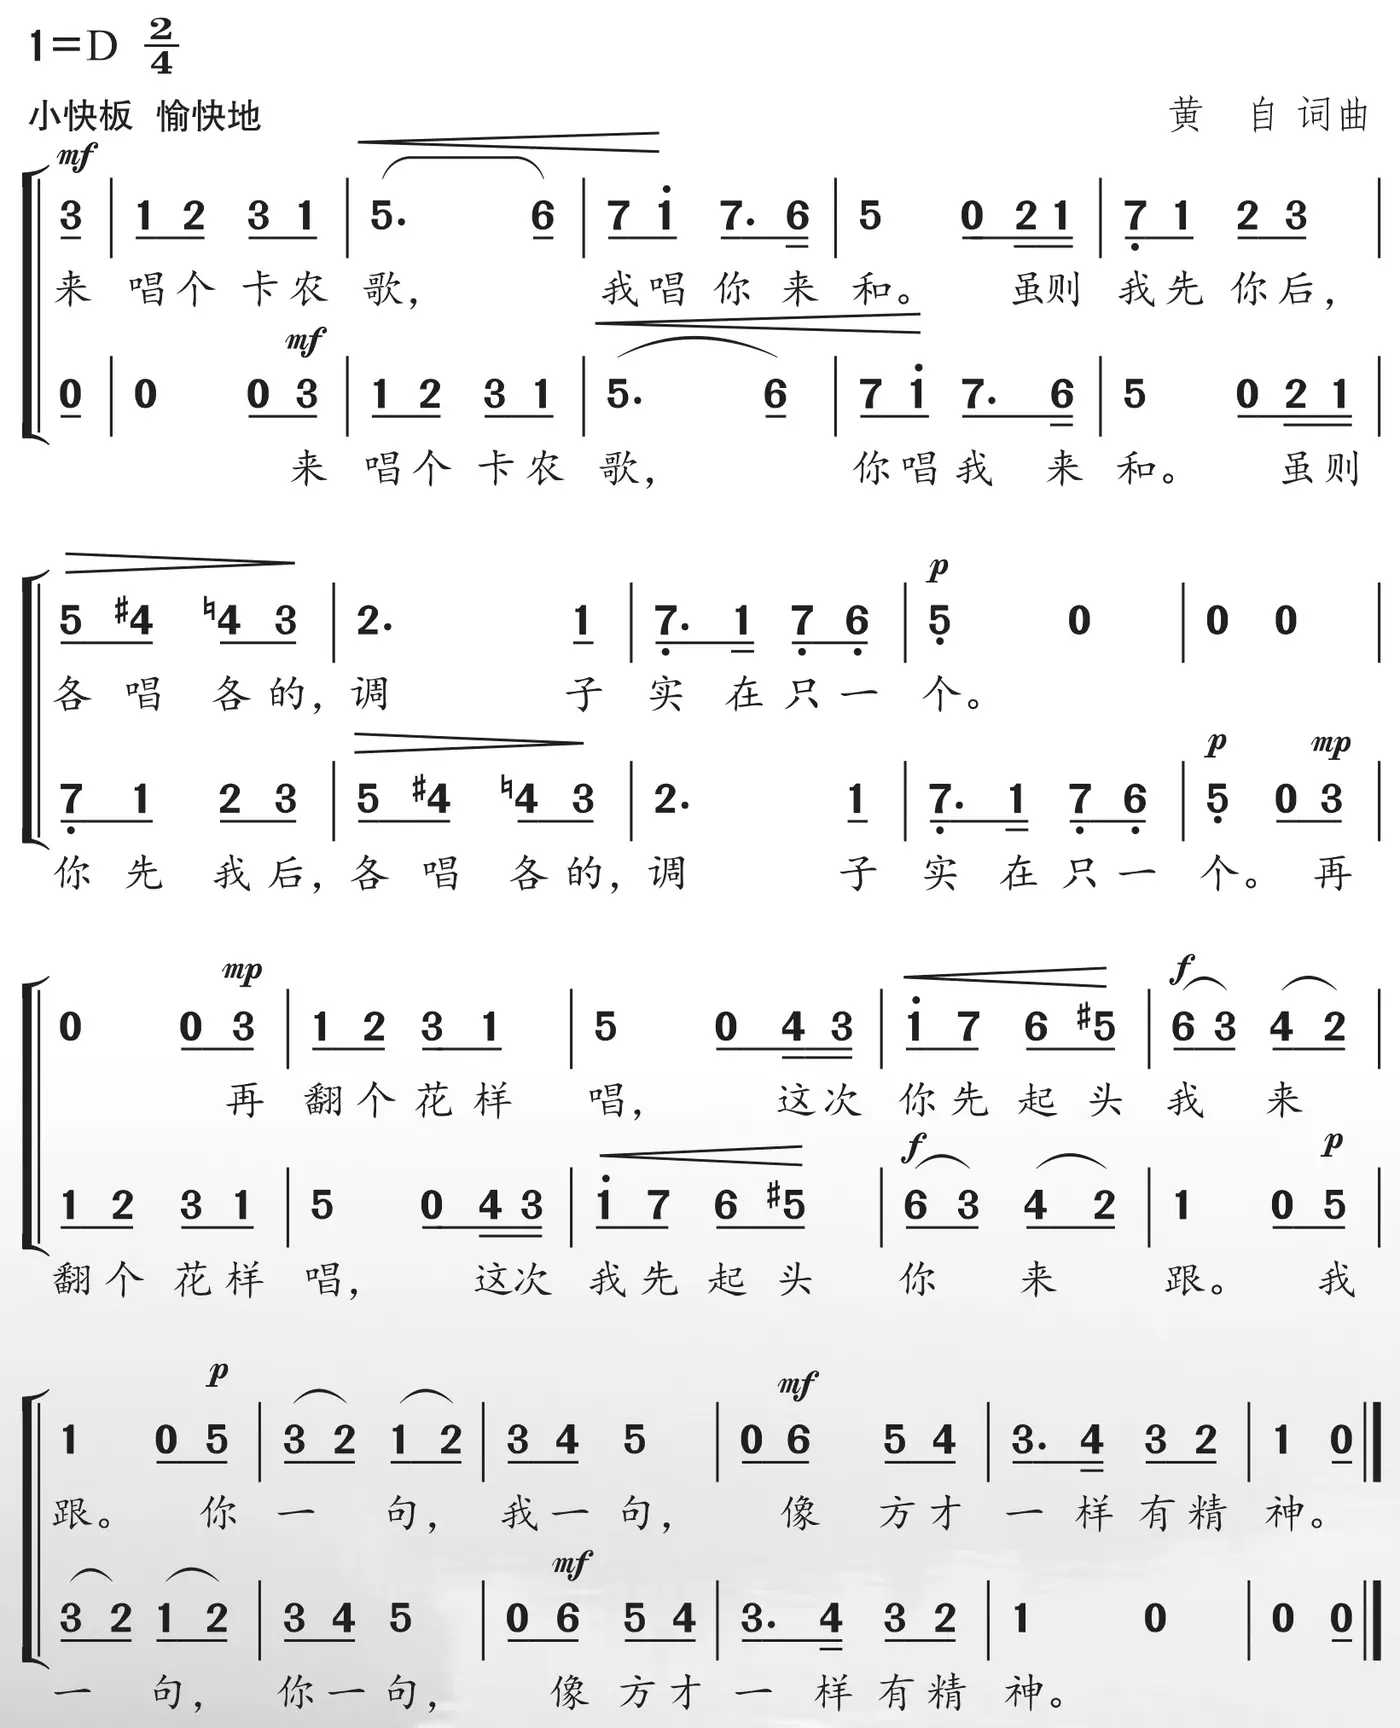 1=D 2/4
小快板 愉快地 黄 自 词曲
mf
3 | 1 2 3 1 | 5. 6 | 7 i 7. 6 | 5 0 2 1 | 7 1 2 3 |
来 唱个 卡农 歌， 我唱 你 来 和。 虽则 我先 你后，
mf
0 | 0 0 3 | 1 2 3 1 | 5. 6 | 7 i 7. 6 | 5 0 2 1 |
来 唱个 卡农 歌， 你唱 我 来 和。 虽则
p
5 #4 ♮4 3 | 2. 1 | 7. 1 7 6 | 5 0 | 0 0 |
各 唱 各的，调 子 实 在只一 个。
p mp
7 1 2 3 | 5 #4 ♮4 3 | 2. 1 | 7. 1 7 6 | 5 0 3 |
你 先 我后，各 唱 各的，调 子 实 在只一 个。再
mp f
0 0 3 | 1 2 3 1 | 5 0 4 3 | i 7 6 #5 | 6 3 4 2 |
再 翻个花样 唱， 这次 你先 起头 我 来
f p
1 2 3 1 | 5 0 4 3 | i 7 6 #5 | 6 3 4 2 | 1 0 5 |
翻个 花样 唱， 这次 我先 起头 你 来 跟。 我
p mf
1 0 5 | 3 2 1 2 | 3 4 5 | 0 6 5 4 | 3. 4 3 2 | 1 0
跟。 你 一 句， 我一句， 像 方才 一 样有精 神。
mf
3 2 1 2 | 3 4 5 | 0 6 5 4 | 3. 4 3 2 | 1 0 | 0 0
一 句， 你一句， 像 方才 一 样有精 神。